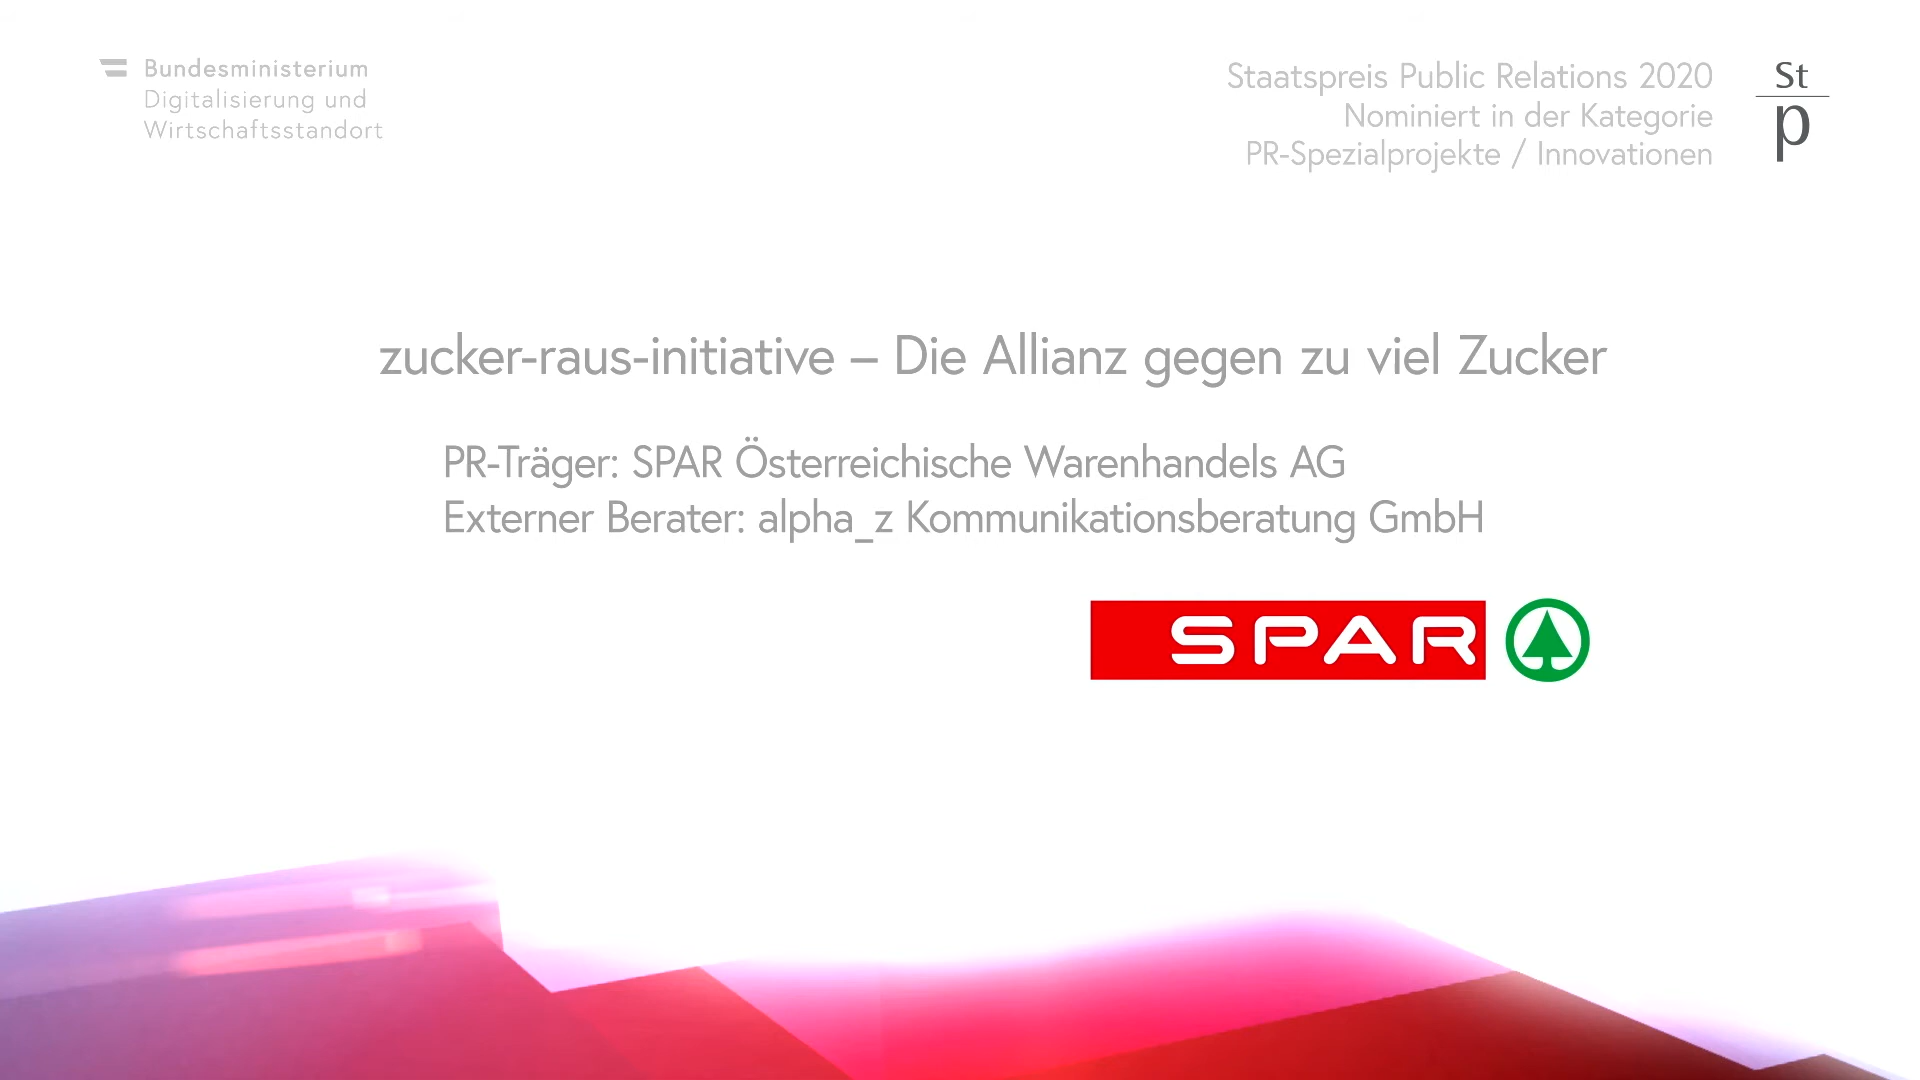 Bundesministerium
Digitalisierung und
Wirtschaftsstandort
Staatspreis Public Relations 2020
Nominiert in der Kategorie
PR-Spezialprojekte / Innovationen
St
p
zucker-raus-initiative – Die Allianz gegen zu viel Zucker
PR-Träger: SPAR Österreichische Warenhandels AG
Externer Berater: alpha_z Kommunikationsberatung GmbH
SPAR